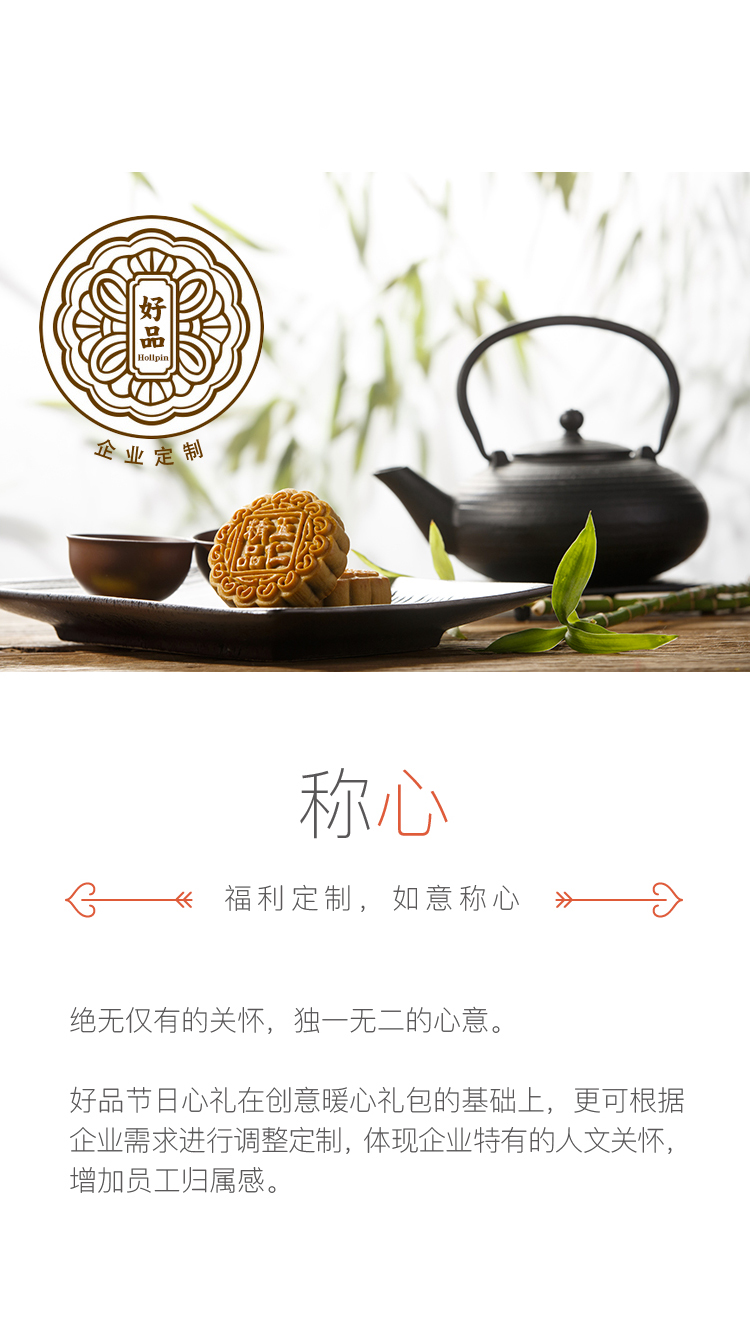 好品
Hollpin
企业定制
称心
福利定制，如意称心
绝无仅有的关怀，独一无二的心意。
好品节日心礼在创意暖心礼包的基础上，更可根据
企业需求进行调整定制，体现企业特有的人文关怀，
增加员工归属感。